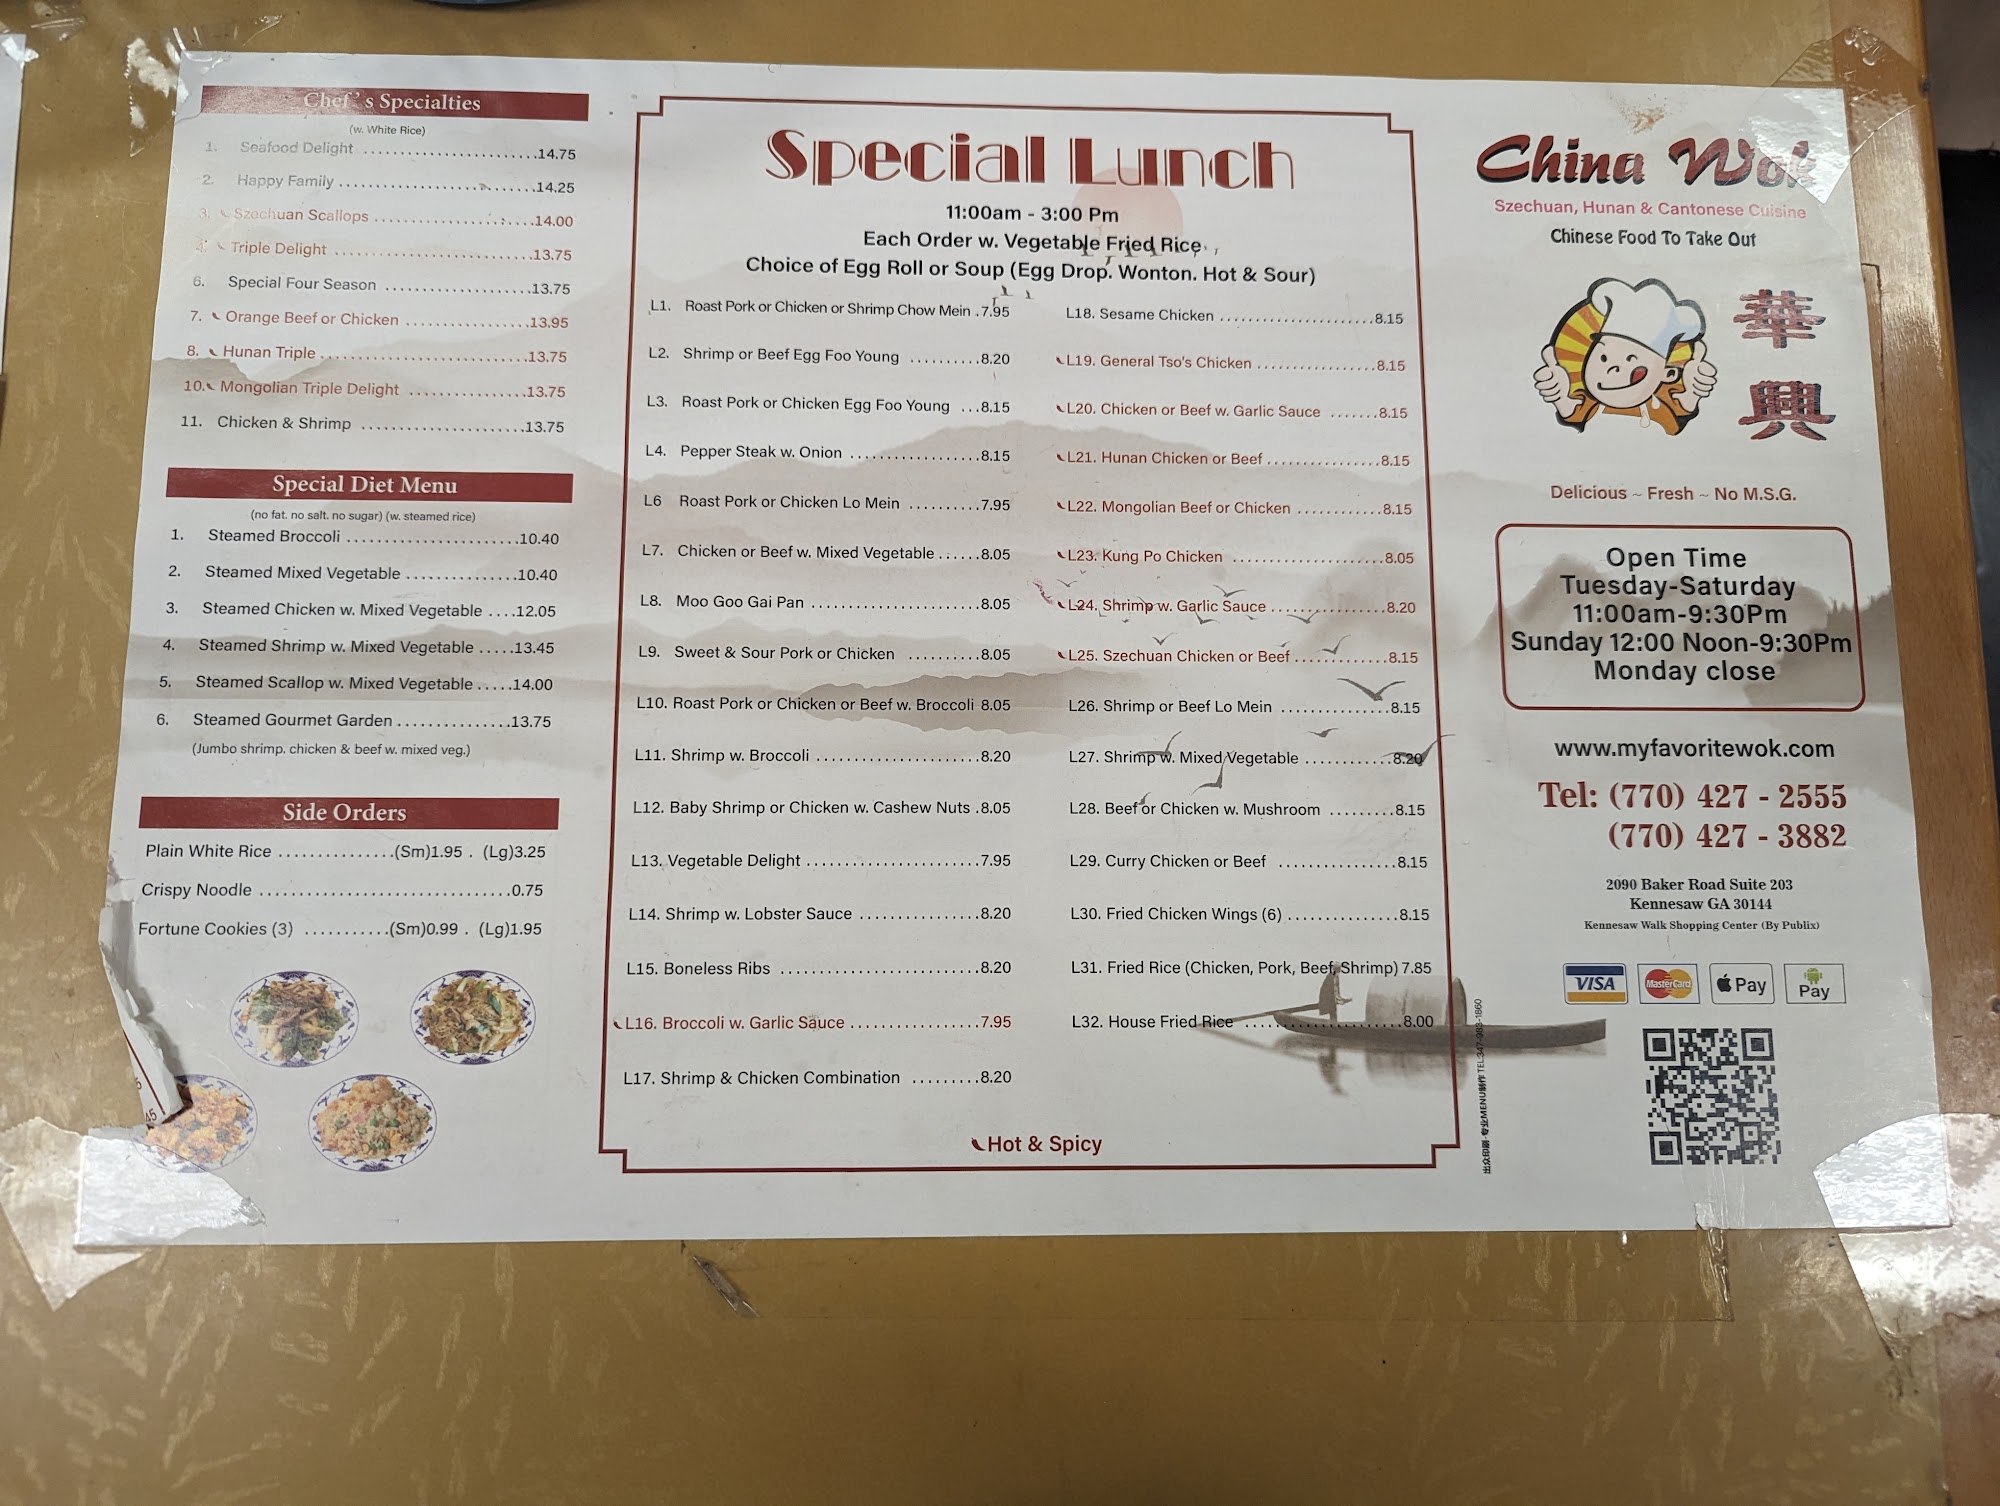 Chef's Specialties
(w. White Rice)
1. Seafood Delight ........................14.75
2. Happy Family ........................14.25
3. Szechuan Scallops ........................14.00
4. Triple Delight ........................13.75
6. Special Four Season ..................13.75
7. Orange Beef or Chicken ...............13.95
8. Hunan Triple ...........................13.75
10. Mongolian Triple Delight ................13.75
11. Chicken & Shrimp ......................13.75
Special Diet Menu
(no fat. no salt. no sugar) (w. steamed rice)
1. Steamed Broccoli ......................10.40
2. Steamed Mixed Vegetable ..............10.40
3. Steamed Chicken w. Mixed Vegetable ....12.05
4. Steamed Shrimp w. Mixed Vegetable .....13.45
5. Steamed Scallop w. Mixed Vegetable .....14.00
6. Steamed Gourmet Garden ...............13.75
(Jumbo shrimp. chicken & beef w. mixed veg.)
Side Orders
Plain White Rice ...............(Sm)1.95 . (Lg)3.25
Crispy Noodle .................................0.75
Fortune Cookies (3) ...........(Sm)0.99 . (Lg)1.95
45
Special Lunch
11:00am - 3:00 Pm
Each Order w. Vegetable Fried Rice
Choice of Egg Roll or Soup (Egg Drop. Wonton. Hot & Sour)
L1. Roast Pork or Chicken or Shrimp Chow Mein .7.95
L2. Shrimp or Beef Egg Foo Young ..........8.20
L3. Roast Pork or Chicken Egg Foo Young ...8.15
L4. Pepper Steak w. Onion .................8.15
L6 Roast Pork or Chicken Lo Mein ..........7.95
L7. Chicken or Beef w. Mixed Vegetable ......8.05
L8. Moo Goo Gai Pan ......................8.05
L9. Sweet & Sour Pork or Chicken ..........8.05
L10. Roast Pork or Chicken or Beef w. Broccoli 8.05
L11. Shrimp w. Broccoli .....................8.20
L12. Baby Shrimp or Chicken w. Cashew Nuts .8.05
L13. Vegetable Delight ......................7.95
L14. Shrimp w. Lobster Sauce ...............8.20
L15. Boneless Ribs .........................8.20
L16. Broccoli w. Garlic Sauce .................7.95
L17. Shrimp & Chicken Combination .........8.20
L18. Sesame Chicken .....................8.15
L19. General Tso's Chicken ................8.15
L20. Chicken or Beef w. Garlic Sauce .......8.15
L21. Hunan Chicken or Beef ...............8.15
L22. Mongolian Beef or Chicken ...........8.15
L23. Kung Po Chicken ....................8.05
L24. Shrimp w. Garlic Sauce ...............8.20
L25. Szechuan Chicken or Beef ............8.15
L26. Shrimp or Beef Lo Mein ..............8.15
L27. Shrimp w. Mixed Vegetable ...........8.20
L28. Beef or Chicken w. Mushroom .........8.15
L29. Curry Chicken or Beef ...............8.15
L30. Fried Chicken Wings (6) ..............8.15
L31. Fried Rice (Chicken, Pork, Beef, Shrimp) 7.85
L32. House Fried Rice ....................8.00
Hot & Spicy
出众印刷·专业MENU制作 TEL:347-983-1860
China Wok
Szechuan, Hunan & Cantonese Cuisine
Chinese Food To Take Out
華
興
Delicious ~ Fresh ~ No M.S.G.
Open Time
Tuesday-Saturday
11:00am-9:30Pm
Sunday 12:00 Noon-9:30Pm
Monday close
www.myfavoritewok.com
Tel: (770) 427 - 2555
(770) 427 - 3882
2090 Baker Road Suite 203
Kennesaw GA 30144
Kennesaw Walk Shopping Center (By Publix)
VISA MasterCard Pay Pay